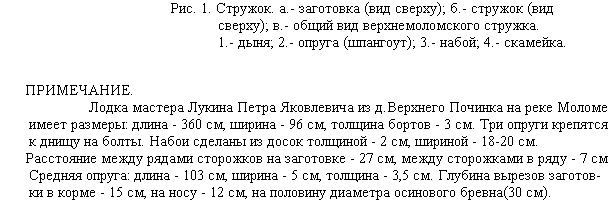 Рис. 1. Стружок. а.- заготовка (вид сверху); б.- стружок (вид
сверху); в.- общий вид верхнемоломского стружка.
1.- дыня; 2.- опруга (шпангоут); 3.- набой; 4.- скамейка.
ПРИМЕЧАНИЕ.
Лодка мастера Лукина Петра Яковлевича из д.Верхнего Починка на реке Моломе
имеет размеры: длина - 360 см, ширина - 96 см, толщина бортов - 3 см. Три опруги крепятся
к днищу на болты. Набои сделаны из досок толщиной - 2 см, шириной - 18-20 см.
Расстояние между рядами сторожков на заготовке - 27 см, между сторожками в ряду - 7 см
Средняя опруга: длина - 103 см, ширина - 5 см, толщина - 3,5 см. Глубина вырезов заготов-
ки в корме - 15 см, на носу - 12 см, на половину диаметра осинового бревна(30 см).